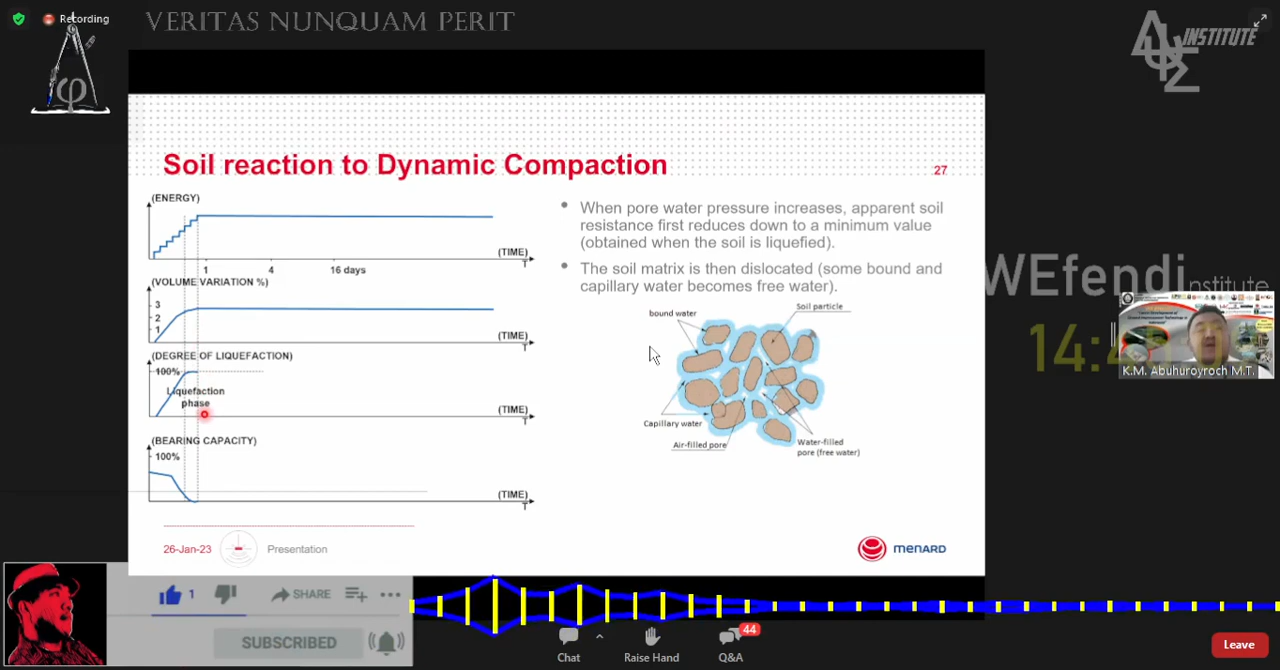 Recording
VERITAS NUNQUAM PERIT
φ
INSTITUTE
Soil reaction to Dynamic Compaction
27
(ENERGY)
(TIME)
T
1 4 16 days
(VOLUME VARIATION %)
3
2
1
(TIME)
T
(DEGREE OF LIQUEFACTION)
100%
Liquefaction
phase
(TIME)
T
(BEARING CAPACITY)
100%
(TIME)
T
• When pore water pressure increases, apparent soil
resistance first reduces down to a minimum value
(obtained when the soil is liquefied).
• The soil matrix is then dislocated (some bound and
capillary water becomes free water).
bound water
Soil particle
Capillary water
Air-filled pore
Water-filled
pore (free water)
26-Jan-23
Presentation
MENARD
WEfendi
nstitute
14:4
K.M. Abuhuroyroch M.T.
1
SHARE
SUBSCRIBED
Chat
Raise Hand
44
Q&A
Leave